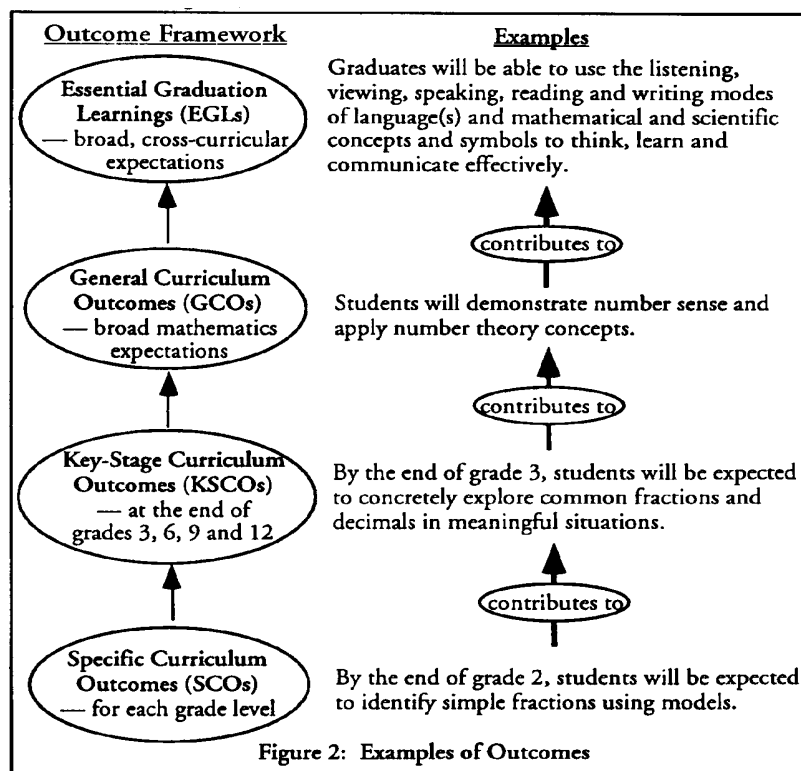 Outcome Framework
Examples
Essential Graduation
Learnings (EGLs)
— broad, cross-curricular
expectations
Graduates will be able to use the listening,
viewing, speaking, reading and writing modes
of language(s) and mathematical and scientific
concepts and symbols to think, learn and
communicate effectively.
contributes to
General Curriculum
Outcomes (GCOs)
— broad mathematics
expectations
Students will demonstrate number sense and
apply number theory concepts.
contributes to
Key-Stage Curriculum
Outcomes (KSCOs)
— at the end of
grades 3, 6, 9 and 12
By the end of grade 3, students will be expected
to concretely explore common fractions and
decimals in meaningful situations.
contributes to
Specific Curriculum
Outcomes (SCOs)
— for each grade level
By the end of grade 2, students will be expected
to identify simple fractions using models.
Figure 2: Examples of Outcomes